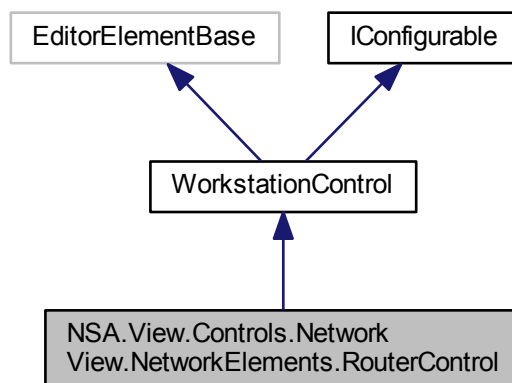 EditorElementBase
IConfigurable
WorkstationControl
NSA.View.Controls.Network
View.NetworkElements.RouterControl